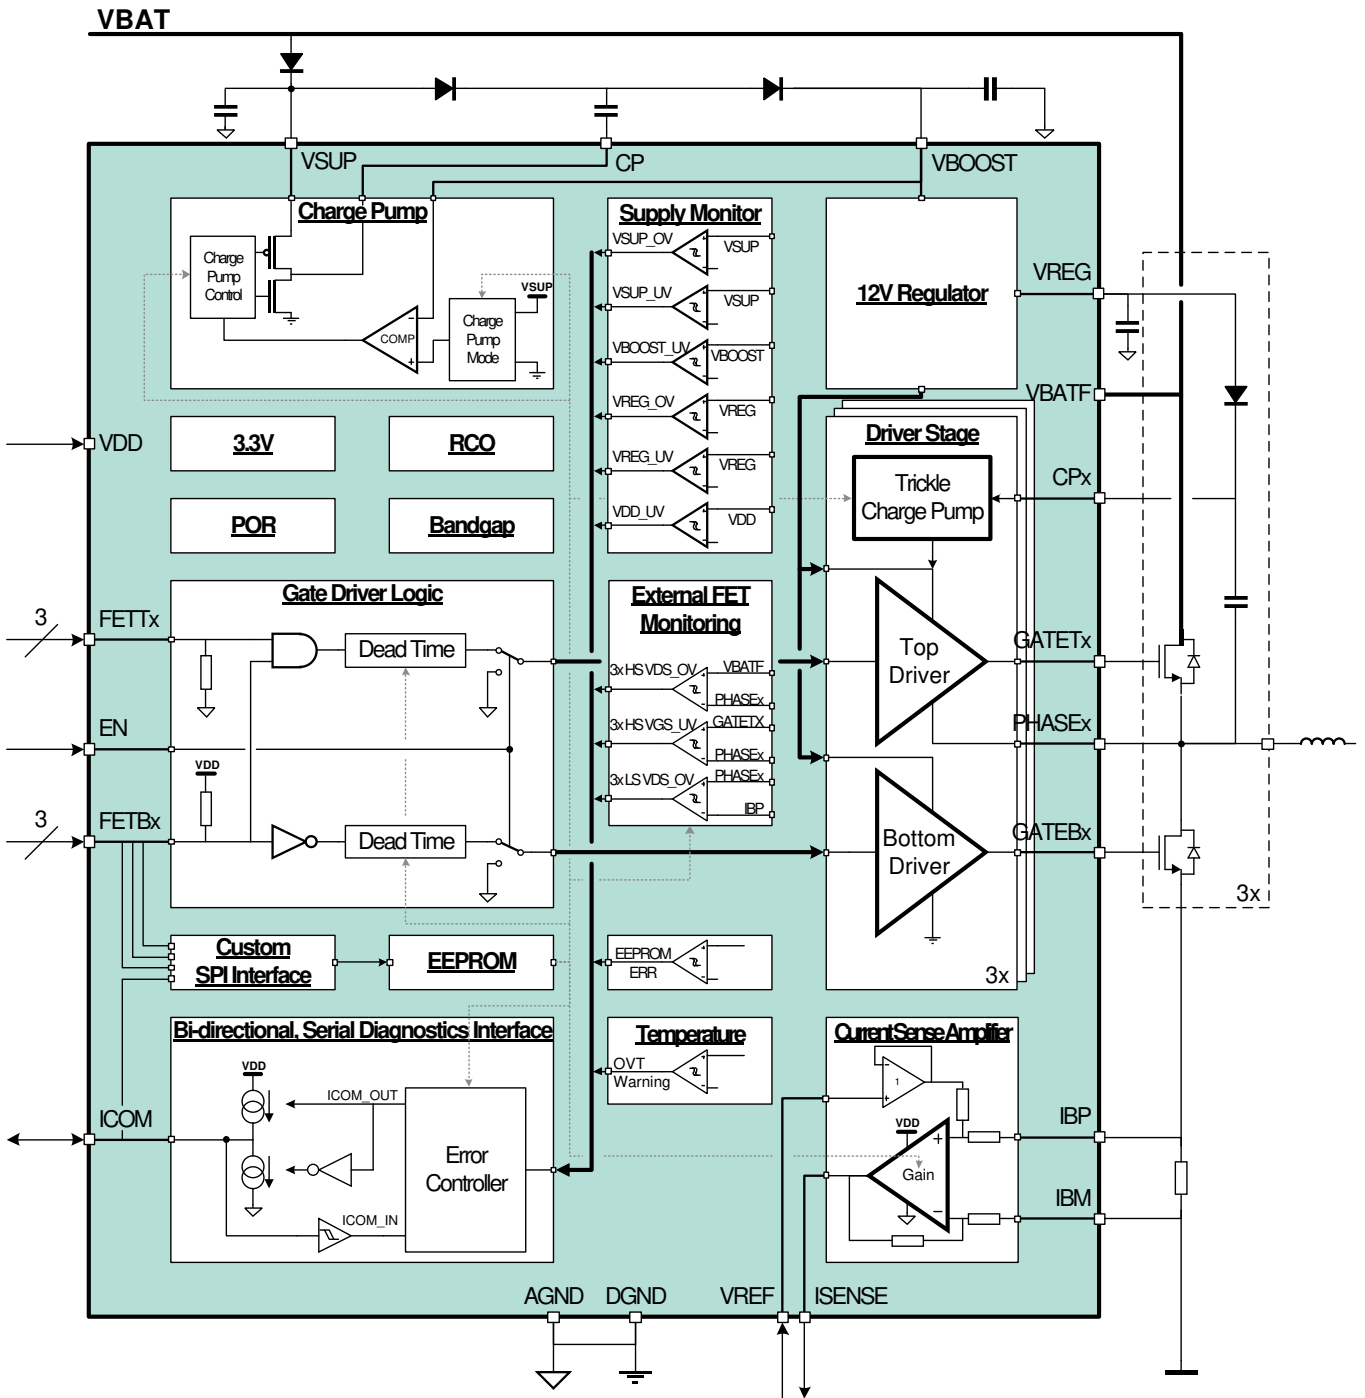 VBAT
VSUP
CP
VBOOST
Charge Pump
Charge
Pump
Control
COMP
VSUP
Charge
Pump
Mode
Supply Monitor
VSUP_OV
VSUP
VSUP_UV
VSUP
VBOOST_UV
VBOOST
VREG_OV
VREG
VREG_UV
VREG
VDD_UV
VDD
12V Regulator
VREG
VBATF
VDD
3.3V
RCO
POR
Bandgap
Driver Stage
Trickle
Charge Pump
CPx
3
FETTx
EN
3
FETBx
Gate Driver Logic
Dead Time
VDD
Dead Time
External FET
Monitoring
3x HS VDS_OV
VBATF
PHASEx
3x HS VGS_UV
GATETX
PHASEx
3x LS VDS_OV
PHASEx
IBP
Top
Driver
Bottom
Driver
3x
GATETx
PHASEx
GATEBx
3x
Custom
SPI Interface
EEPROM
EEPROM
ERR
Bi-directional, Serial Diagnostics Interface
VDD
ICOM_OUT
ICOM_IN
Error
Controller
ICOM
Temperature
OVT
Warning
Current Sense Amplifier
1
VDD
+
Gain
−
IBP
IBM
AGND
DGND
VREF
ISENSE